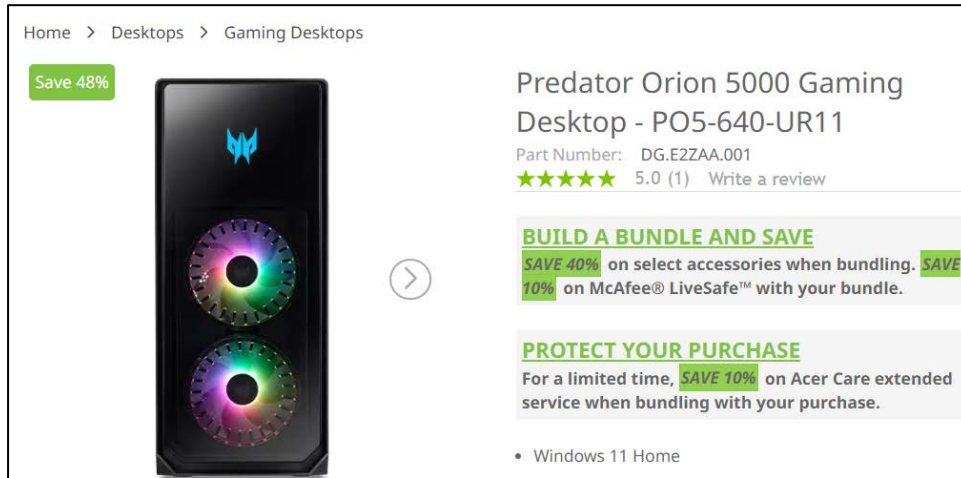 Home > Desktops > Gaming Desktops
Save 48%
Predator Orion 5000 Gaming
Desktop - PO5-640-UR11
Part Number: DG.E2ZAA.001
★★★★★ 5.0 (1) Write a review
BUILD A BUNDLE AND SAVE
SAVE 40% on select accessories when bundling. SAVE
10% on McAfee® LiveSafe™ with your bundle.
PROTECT YOUR PURCHASE
For a limited time, SAVE 10% on Acer Care extended
service when bundling with your purchase.
• Windows 11 Home